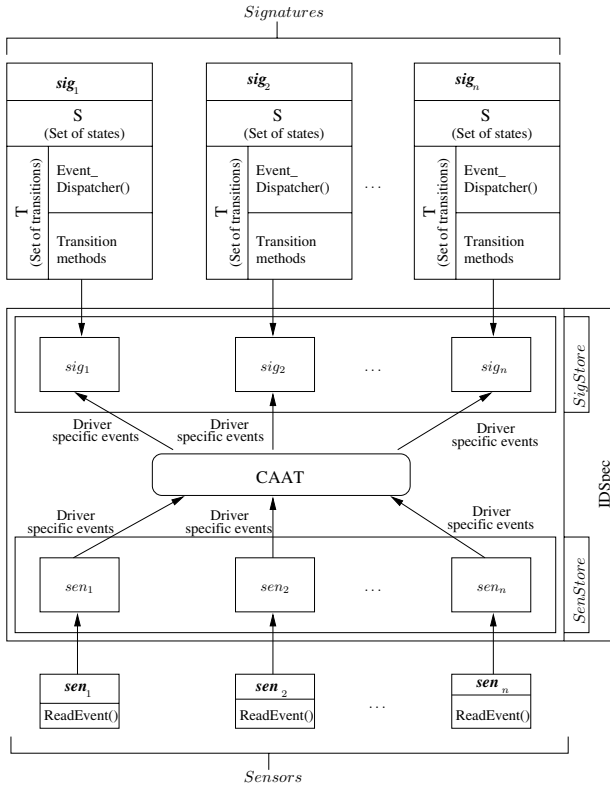 Signatures
sig1 sig2 sign
S S S
(Set of states) (Set of states) (Set of states)
T
(Set of transitions)
Event_
Dispatcher()
Transition
methods
T
(Set of transitions)
Event_
Dispatcher()
Transition
methods
...
T
(Set of transitions)
Event_
Dispatcher()
Transition
methods
sig1 sig2 ... sign
SigStore
Driver
specific events
Driver
specific events
Driver
specific events
CAAT
IDSpec
Driver
specific events
Driver
specific events
Driver
specific events
sen1 sen2 ... senn
SenStore
sen1 sen2 ... senn
ReadEvent() ReadEvent() ReadEvent()
Sensors